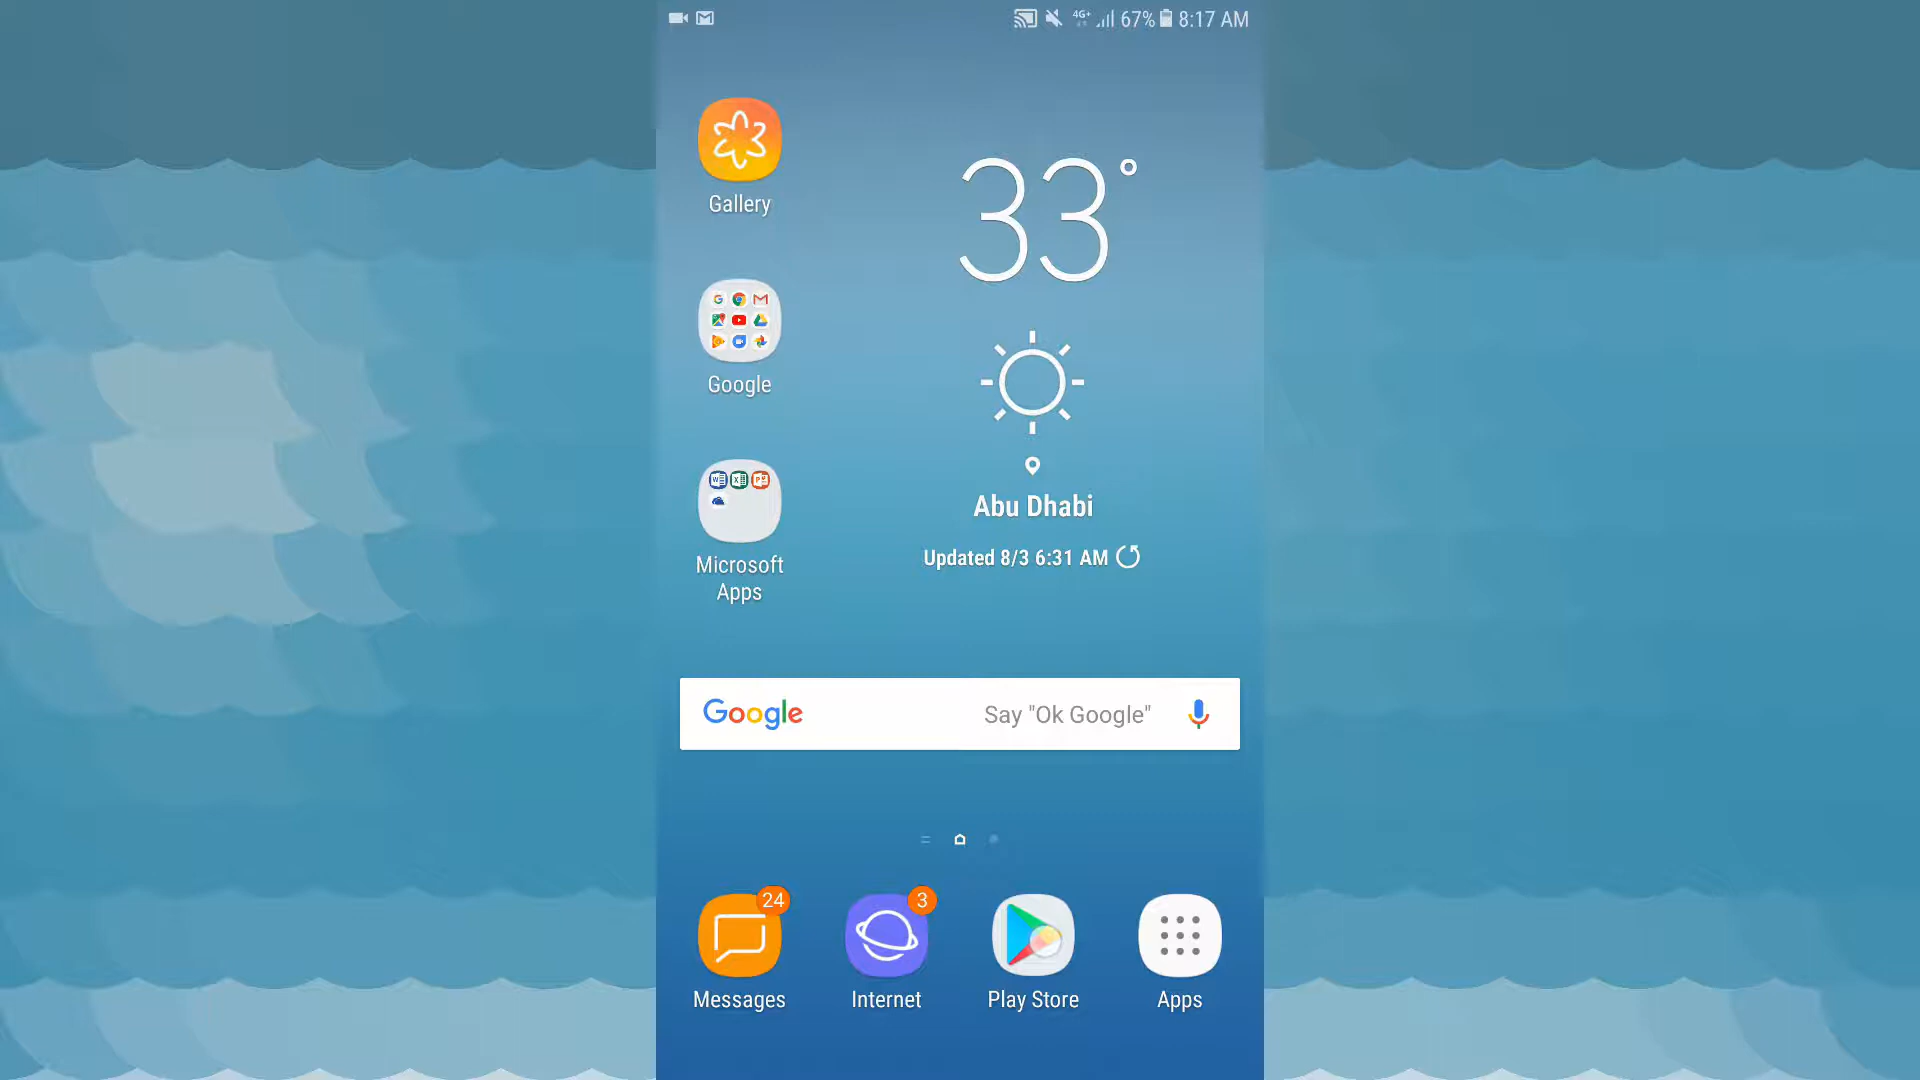 4G+ 67% 8:17 AM
Gallery
33°
Google
Abu Dhabi
Updated 8/3 6:31 AM
Microsoft
Apps
Google Say "Ok Google"
24
3
Messages Internet Play Store Apps